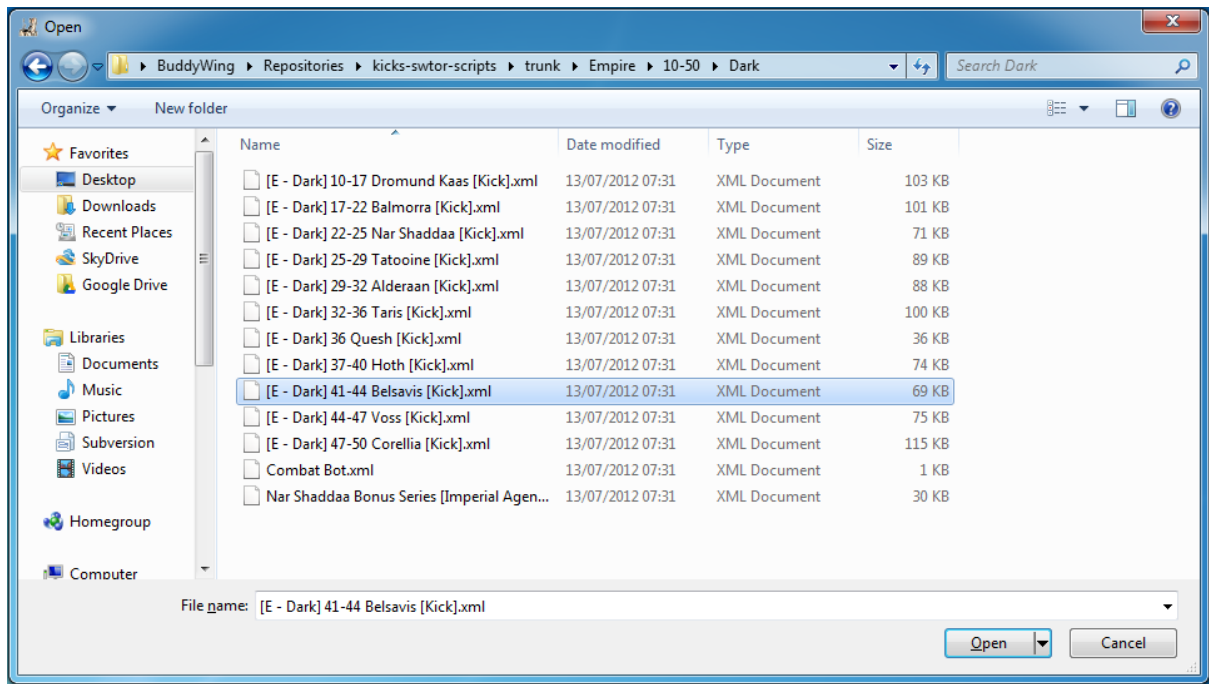 Open
BuddyWing Repositories kicks-swtor-scripts trunk Empire 10-50 Dark Search Dark
Organize New folder
Name Date modified Type Size
Favorites
Desktop
Downloads
Recent Places
SkyDrive
Google Drive
Libraries
Documents
Music
Pictures
Subversion
Videos
Homegroup
Computer
[E - Dark] 10-17 Dromund Kaas [Kick].xml 13/07/2012 07:31 XML Document 103 KB
[E - Dark] 17-22 Balmorra [Kick].xml 13/07/2012 07:31 XML Document 101 KB
[E - Dark] 22-25 Nar Shaddaa [Kick].xml 13/07/2012 07:31 XML Document 71 KB
[E - Dark] 25-29 Tatooine [Kick].xml 13/07/2012 07:31 XML Document 89 KB
[E - Dark] 29-32 Alderaan [Kick].xml 13/07/2012 07:31 XML Document 88 KB
[E - Dark] 32-36 Taris [Kick].xml 13/07/2012 07:31 XML Document 100 KB
[E - Dark] 36 Quesh [Kick].xml 13/07/2012 07:31 XML Document 36 KB
[E - Dark] 37-40 Hoth [Kick].xml 13/07/2012 07:31 XML Document 74 KB
[E - Dark] 41-44 Belsavis [Kick].xml 13/07/2012 07:31 XML Document 69 KB
[E - Dark] 44-47 Voss [Kick].xml 13/07/2012 07:31 XML Document 75 KB
[E - Dark] 47-50 Corellia [Kick].xml 13/07/2012 07:31 XML Document 115 KB
Combat Bot.xml 13/07/2012 07:31 XML Document 1 KB
Nar Shaddaa Bonus Series [Imperial Agen... 13/07/2012 07:31 XML Document 30 KB
File name: [E - Dark] 41-44 Belsavis [Kick].xml
Open Cancel